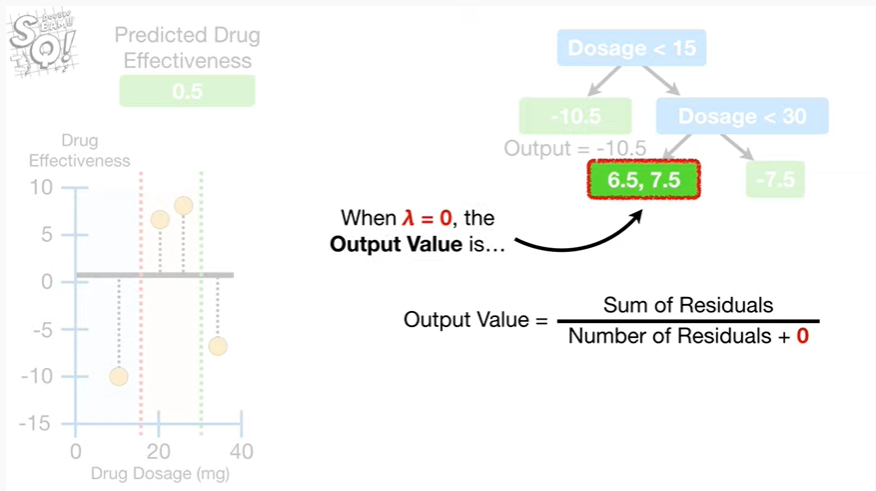 SQ!
Predicted Drug
Effectiveness
0.5
Dosage < 15
-10.5
Dosage < 30
Output = -10.5
6.5, 7.5
-7.5
When λ = 0, the
Output Value is…
Output Value =
Sum of Residuals
Number of Residuals + 0
Drug
Effectiveness
10
5
0
-5
-10
-15
0
20
40
Drug Dosage (mg)